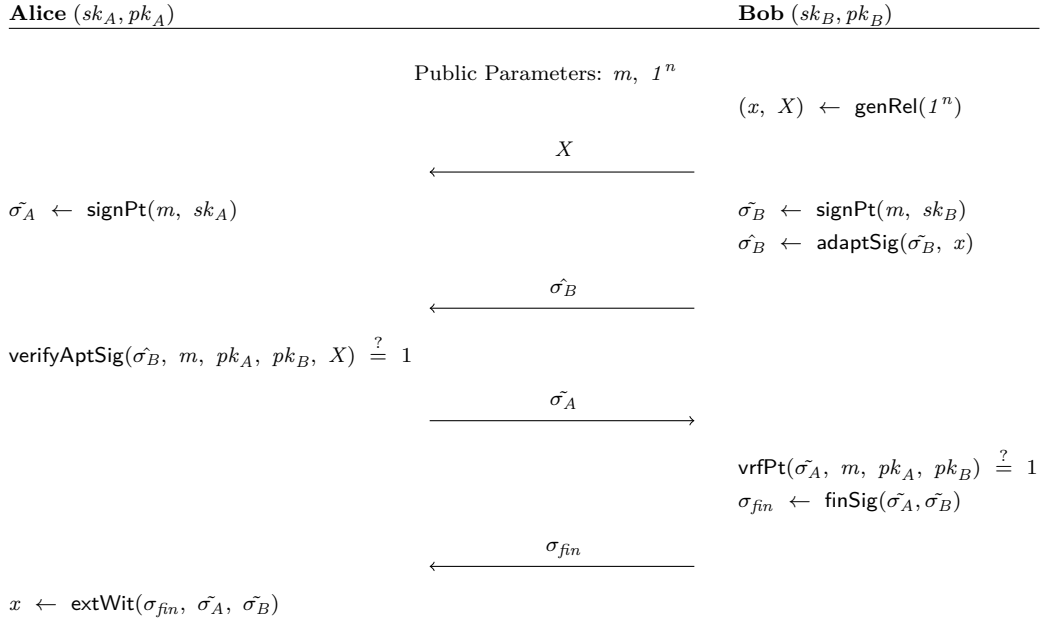 Alice (sk_A, pk_A) Bob (sk_B, pk_B)
Public Parameters: m, 1^n
(x, X) ← genRel(1^n)
X
σ̃_A ← signPt(m, sk_A) σ̃_B ← signPt(m, sk_B)
σ̂_B ← adaptSig(σ̃_B, x)
σ̂_B
verifyAptSig(σ̂_B, m, pk_A, pk_B, X) ≟ 1
σ̃_A
vrfPt(σ̃_A, m, pk_A, pk_B) ≟ 1
σ_fin ← finSig(σ̃_A, σ̃_B)
σ_fin
x ← extWit(σ_fin, σ̃_A, σ̃_B)